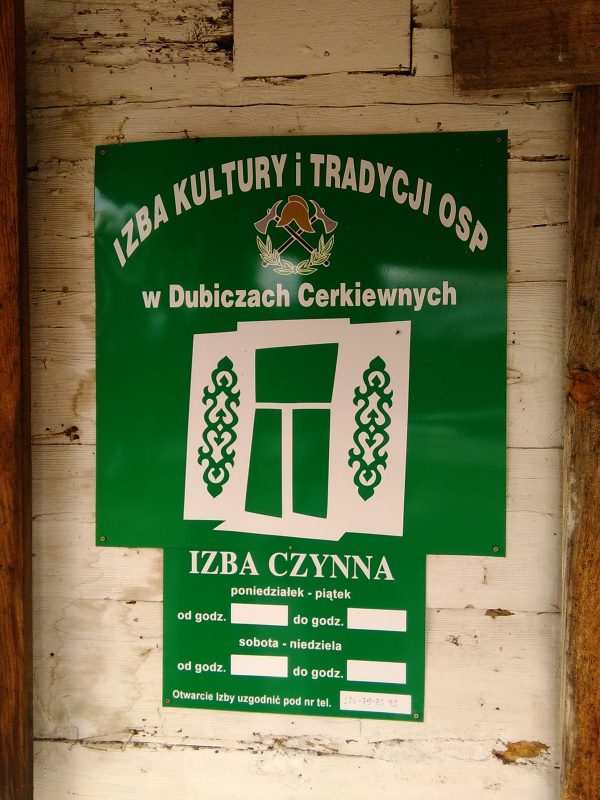 IZBA KULTURY i TRADYCJI OSP
w Dubiczach Cerkiewnych
IZBA CZYNNA
poniedziałek - piątek
od godz. do godz.
sobota - niedziela
od godz. do godz.
Otwarcie Izby uzgodnić pod nr tel.